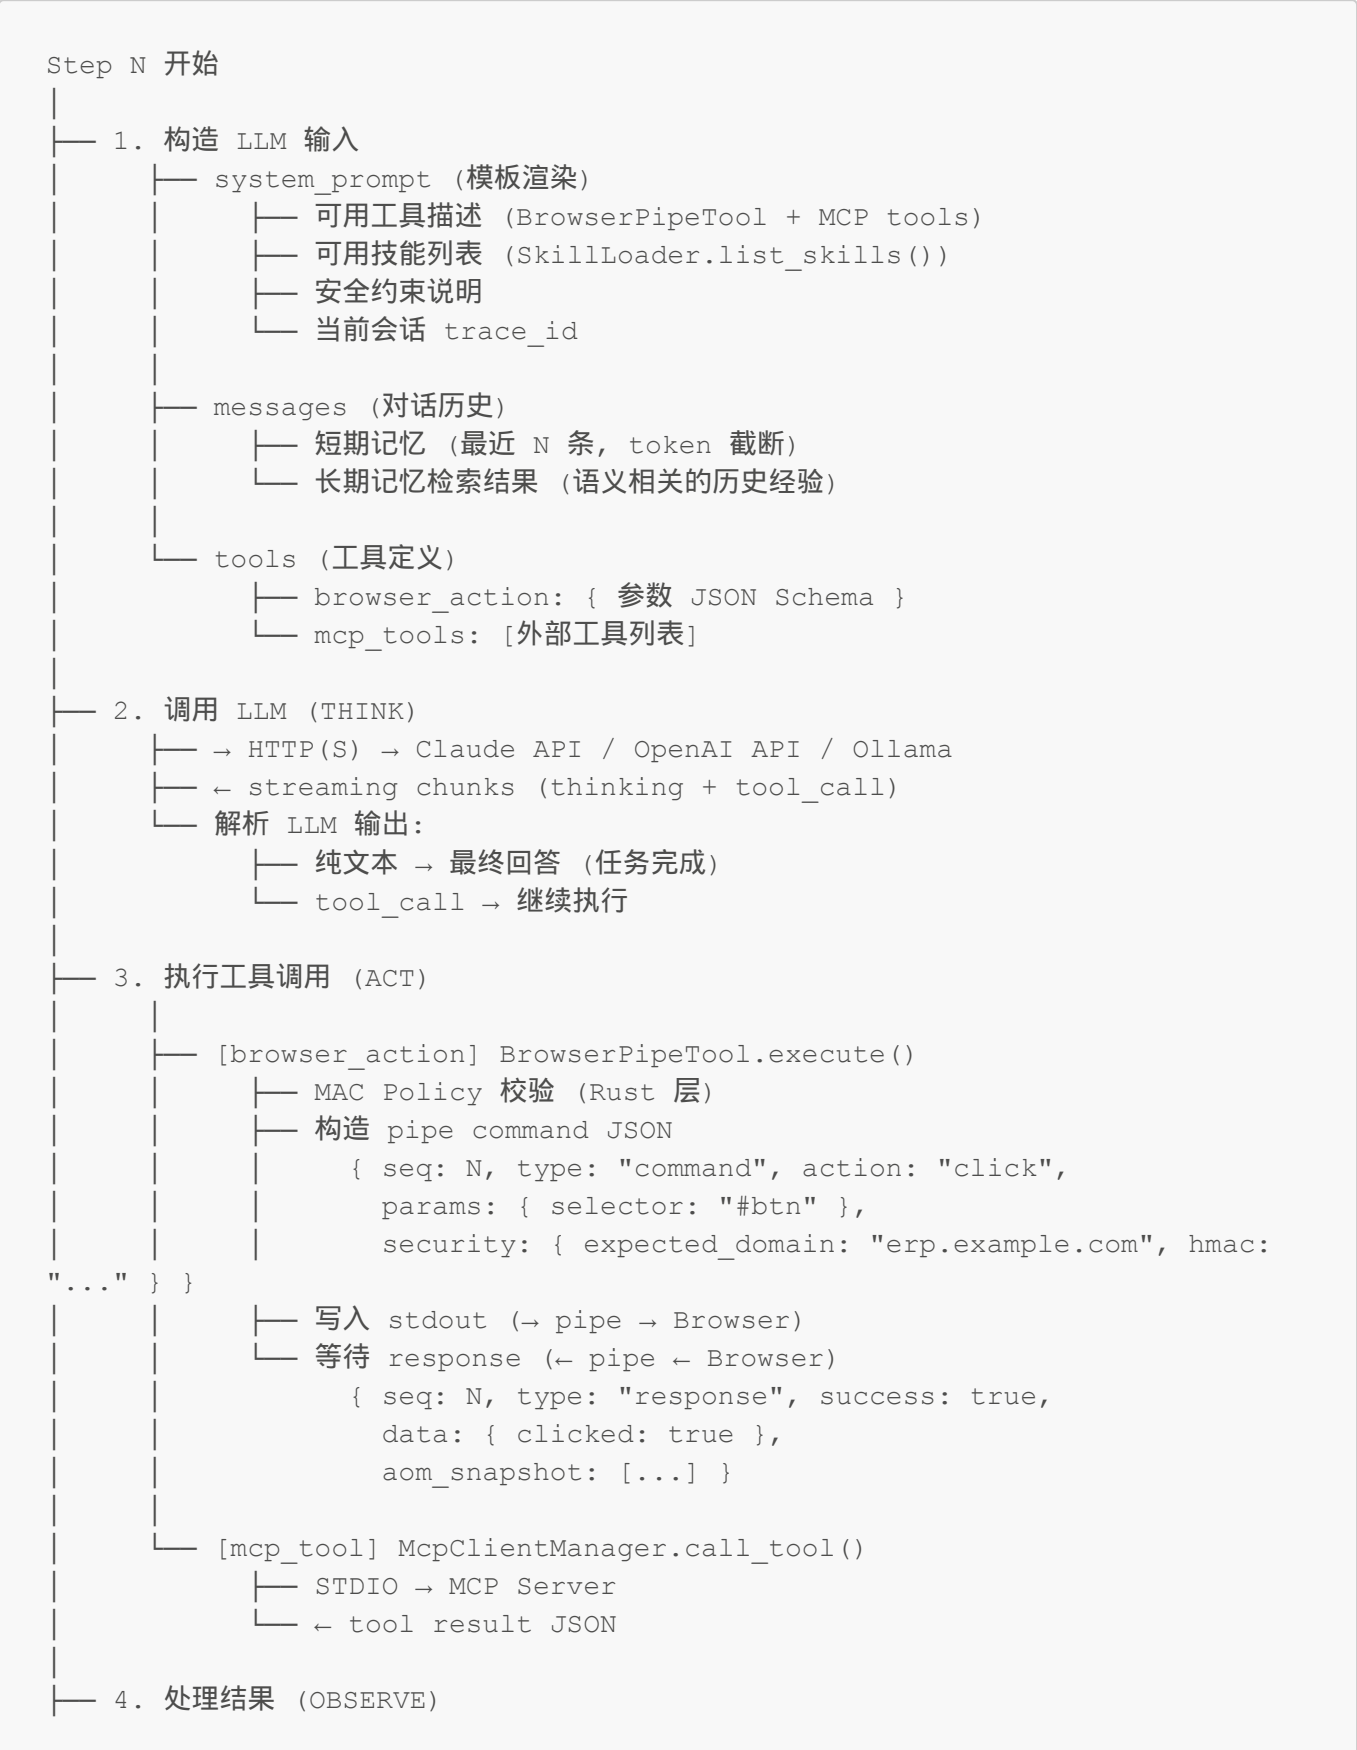 Step N 开始
│
├── 1. 构造 LLM 输入
│     ├── system_prompt (模板渲染)
│     │     ├── 可用工具描述 (BrowserPipeTool + MCP tools)
│     │     ├── 可用技能列表 (SkillLoader.list_skills())
│     │     ├── 安全约束说明
│     │     └── 当前会话 trace_id
│     │
│     ├── messages (对话历史)
│     │     ├── 短期记忆 (最近 N 条, token 截断)
│     │     └── 长期记忆检索结果 (语义相关的历史经验)
│     │
│     └── tools (工具定义)
│           ├── browser_action: { 参数 JSON Schema }
│           └── mcp_tools: [外部工具列表]
│
├── 2. 调用 LLM (THINK)
│     ├── → HTTP(S) → Claude API / OpenAI API / Ollama
│     ├── ← streaming chunks (thinking + tool_call)
│     └── 解析 LLM 输出:
│           ├── 纯文本 → 最终回答 (任务完成)
│           └── tool_call → 继续执行
│
├── 3. 执行工具调用 (ACT)
│     │
│     ├── [browser_action] BrowserPipeTool.execute()
│     │     ├── MAC Policy 校验 (Rust 层)
│     │     ├── 构造 pipe command JSON
│     │     │     { seq: N, type: "command", action: "click",
│     │     │       params: { selector: "#btn" },
│     │     │       security: { expected_domain: "erp.example.com", hmac:
"..." } }
│     │     ├── 写入 stdout (→ pipe → Browser)
│     │     └── 等待 response (← pipe ← Browser)
│     │           { seq: N, type: "response", success: true,
│     │             data: { clicked: true },
│     │             aom_snapshot: [...] }
│     │
│     └── [mcp_tool] McpClientManager.call_tool()
│           ├── STDIO → MCP Server
│           └── ← tool result JSON
│
├── 4. 处理结果 (OBSERVE)